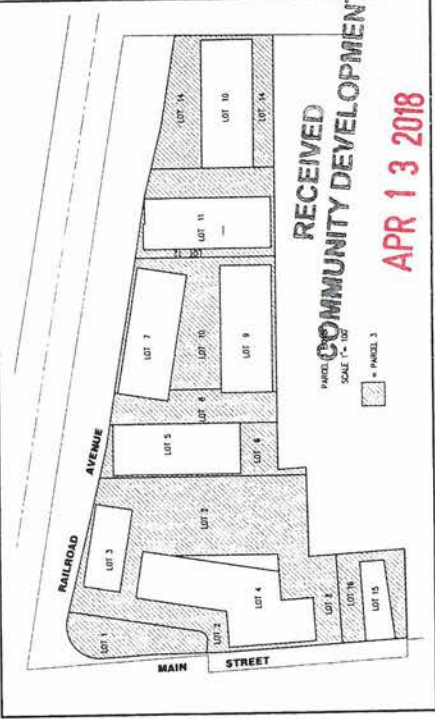 RAILROAD AVENUE
MAIN STREET
LOT 1
LOT 2
LOT 3
LOT 4
LOT 2
LOT 2
LOT 5
LOT 6
LOT 7
LOT 8
LOT 10
LOT 9
LOT 11
LOT 14
LOT 10
LOT 14
LOT 16
LOT 15
RECEIVED
COMMUNITY DEVELOPMENT
APR 13 2018
SCALE 1"= 100'
= PARCEL 3